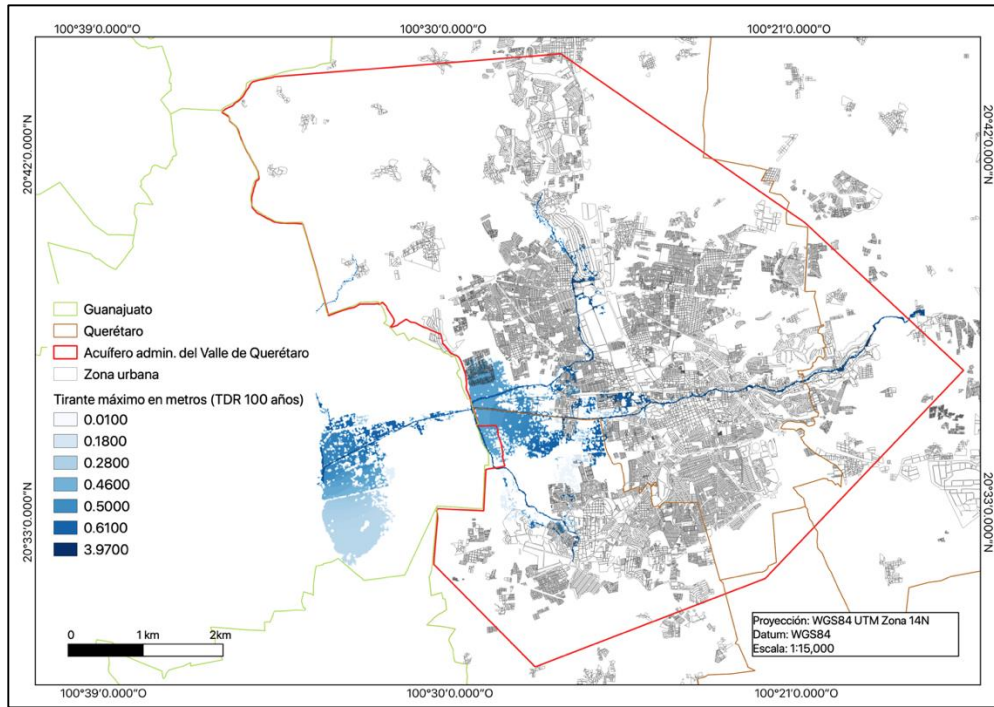 100°39'0.000"O 100°30'0.000"O 100°21'0.000"O
20°42'0.000"N
20°42'0.000"N
Guanajuato
Querétaro
Acuífero admin. del Valle de Querétaro
Zona urbana
Tirante máximo en metros (TDR 100 años)
0.0100
0.1800
0.2800
0.4600
0.5000
0.6100
3.9700
20°33'0.000"N
20°33'0.000"N
0 1 km 2km
Proyección: WGS84 UTM Zona 14N
Datum: WGS84
Escala: 1:15,000
100°39'0.000"O 100°30'0.000"O 100°21'0.000"O